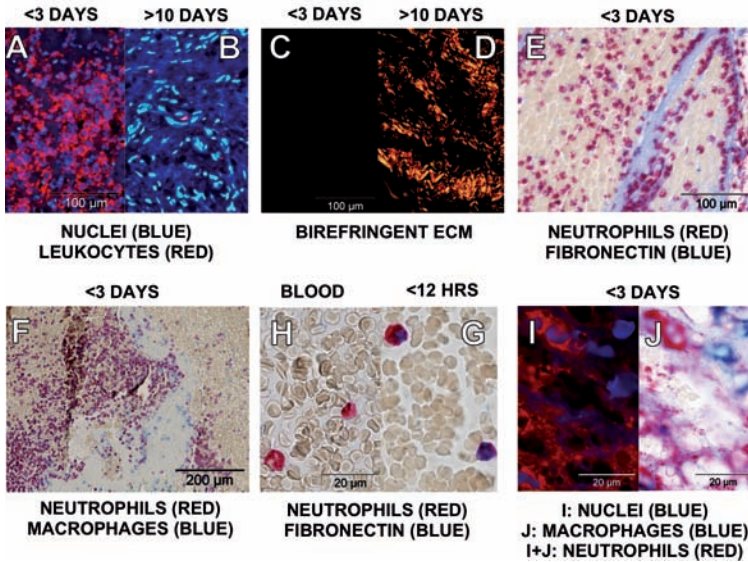 <3 DAYS >10 DAYS <3 DAYS >10 DAYS <3 DAYS
A B C D E
100 µm 100 µm 100 µm
NUCLEI (BLUE) BIREFRINGENT ECM NEUTROPHILS (RED)
LEUKOCYTES (RED) FIBRONECTIN (BLUE)
<3 DAYS BLOOD <12 HRS <3 DAYS
F H G I J
200 µm 20 µm 20 µm 20 µm
NEUTROPHILS (RED) NEUTROPHILS (RED) I: NUCLEI (BLUE)
MACROPHAGES (BLUE) FIBRONECTIN (BLUE) J: MACROPHAGES (BLUE)
I+J: NEUTROPHILS (RED)